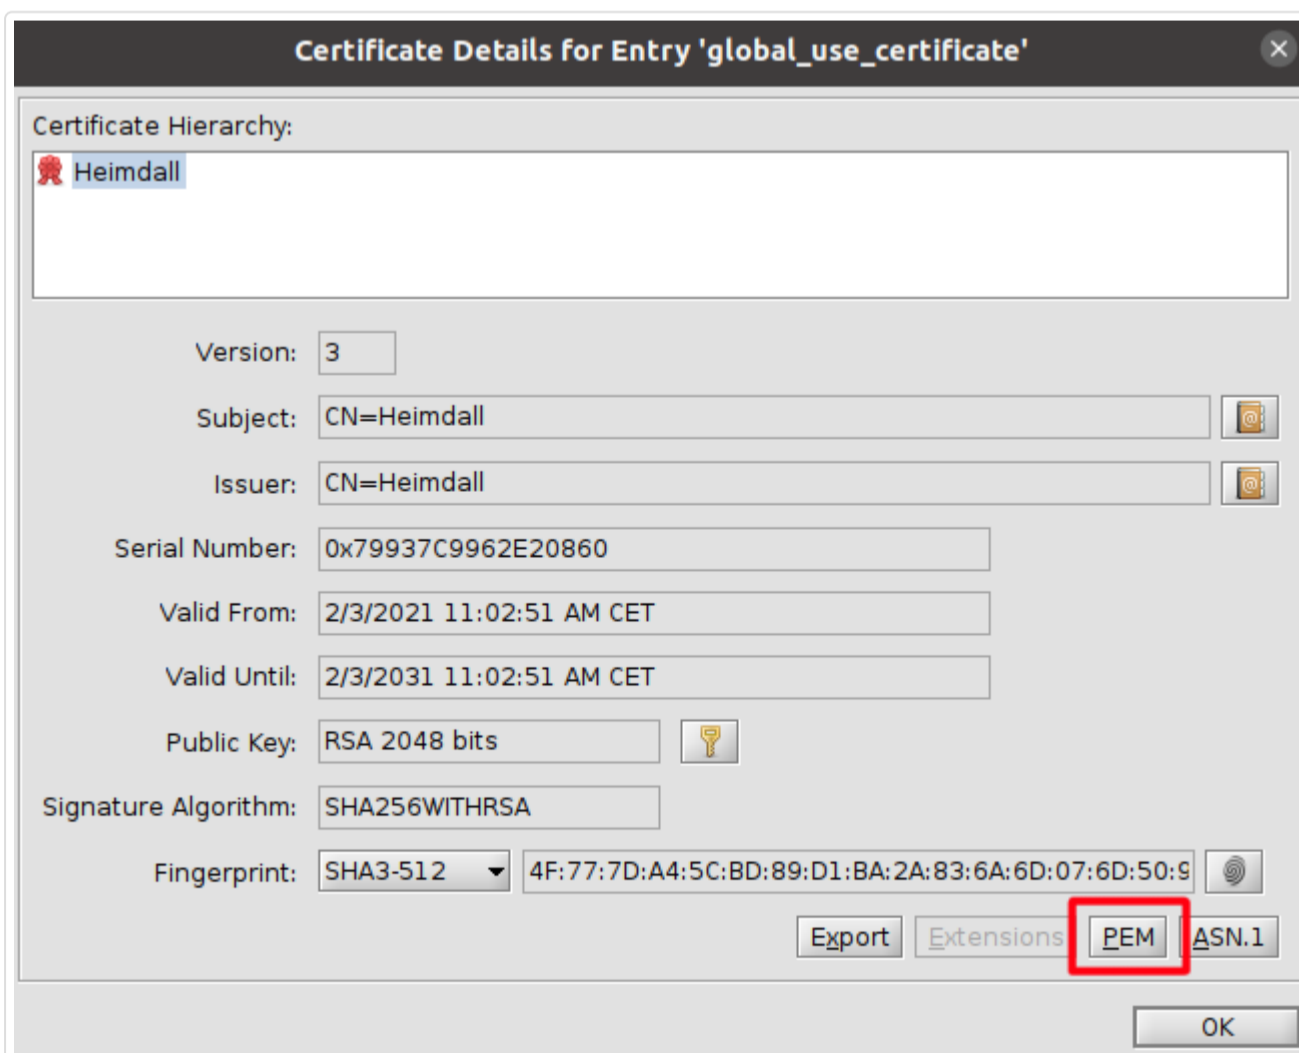 Certificate Details for Entry 'global_use_certificate'
Certificate Hierarchy:
Heimdall
Version: 3
Subject: CN=Heimdall
Issuer: CN=Heimdall
Serial Number: 0x79937C9962E20860
Valid From: 2/3/2021 11:02:51 AM CET
Valid Until: 2/3/2031 11:02:51 AM CET
Public Key: RSA 2048 bits
Signature Algorithm: SHA256WITHRSA
Fingerprint: SHA3-512 4F:77:7D:A4:5C:BD:89:D1:BA:2A:83:6A:6D:07:6D:50:9
Export Extensions PEM ASN.1
OK